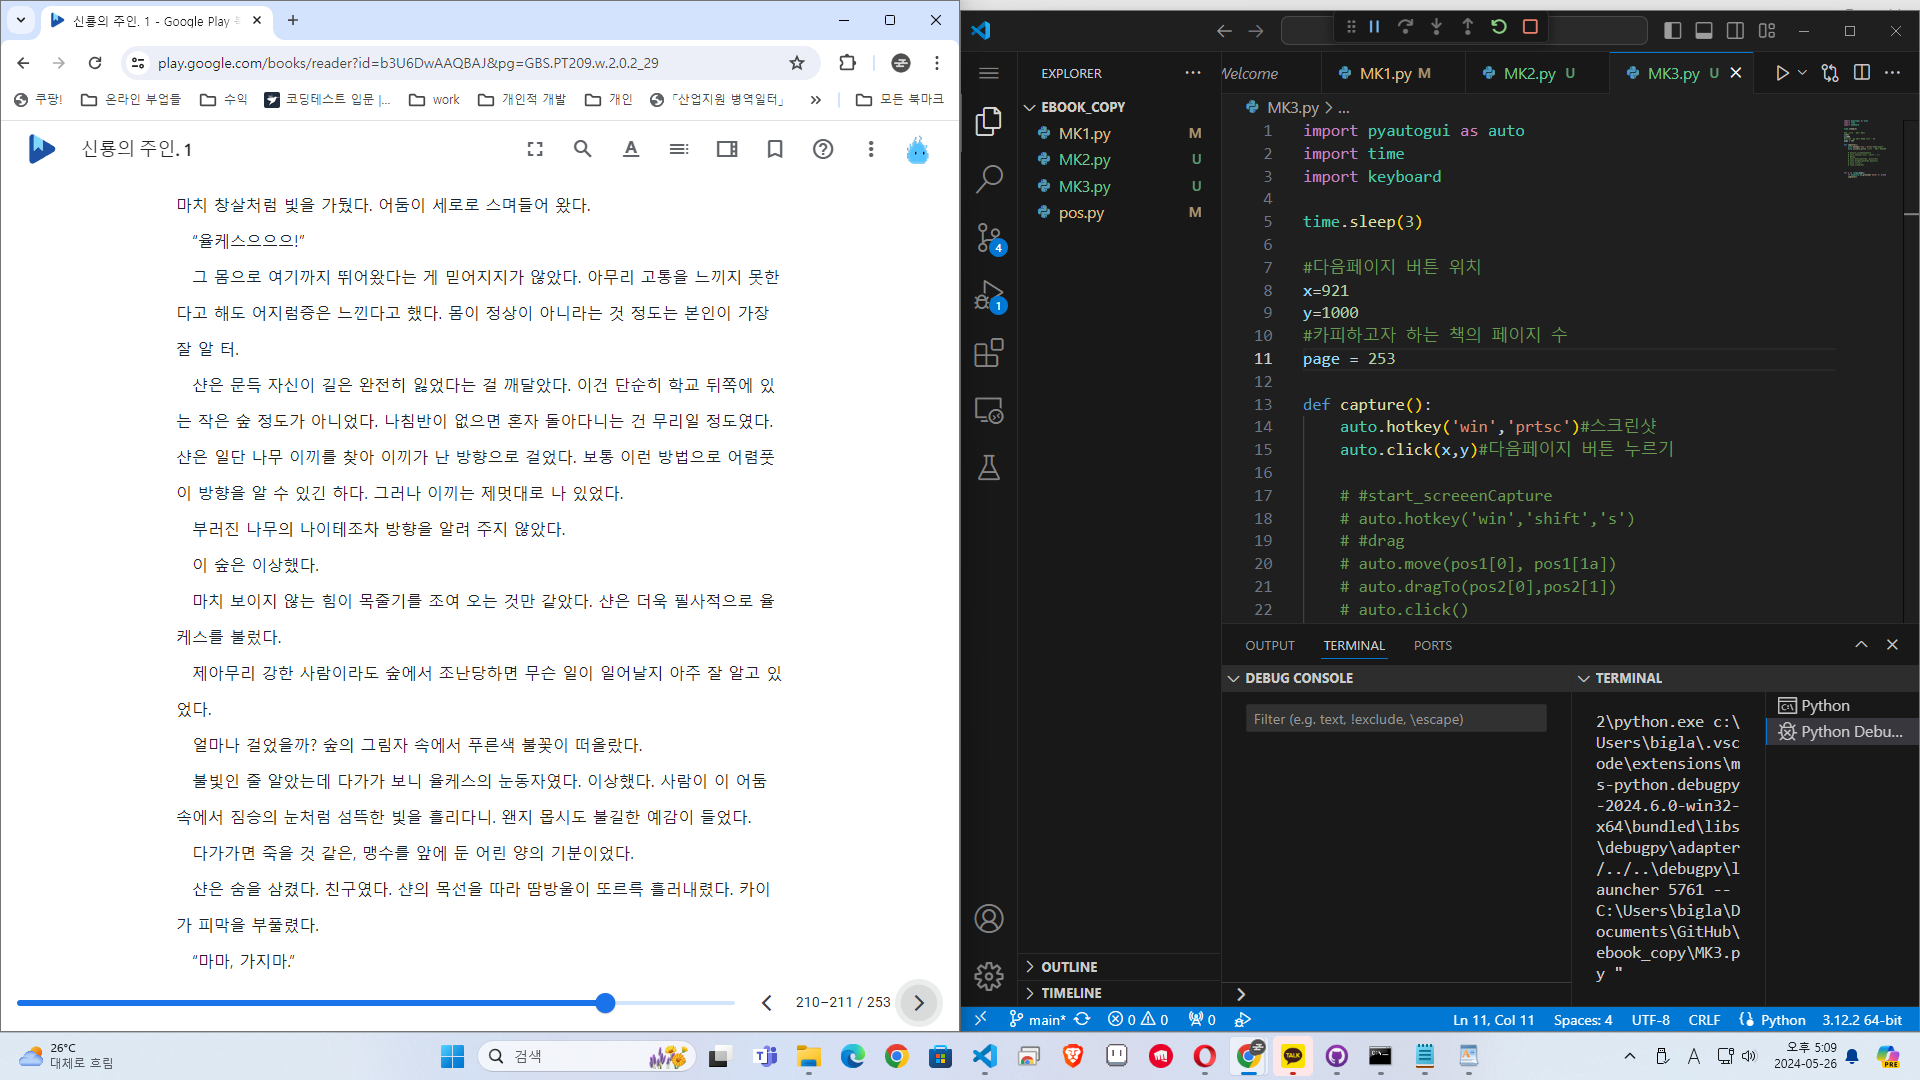 신룡의 주인. 1 - Google Play
play.google.com/books/reader?id=b3U6DwAAQBAJ&pg=GBS.PT209.w.2.0.2_29
쿠팡!
온라인 부업들
수익
코딩테스트 입문 |...
work
개인적 개발
개인
「산업지원 병역일터」
모든 북마크
신룡의 주인. 1
마치 창살처럼 빛을 가뒀다. 어둠이 세로로 스며들어 왔다.
“율케스으으으!”
그 몸으로 여기까지 뛰어왔다는 게 믿어지지가 않았다. 아무리 고통을 느끼지 못한
다고 해도 어지럼증은 느낀다고 했다. 몸이 정상이 아니라는 것 정도는 본인이 가장
잘 알 터.
샨은 문득 자신이 길은 완전히 잃었다는 걸 깨달았다. 이건 단순히 학교 뒤쪽에 있
는 작은 숲 정도가 아니었다. 나침반이 없으면 혼자 돌아다니는 건 무리일 정도였다.
샨은 일단 나무 이끼를 찾아 이끼가 난 방향으로 걸었다. 보통 이런 방법으로 어렴풋
이 방향을 알 수 있긴 하다. 그러나 이끼는 제멋대로 나 있었다.
부러진 나무의 나이테조차 방향을 알려 주지 않았다.
이 숲은 이상했다.
마치 보이지 않는 힘이 목줄기를 조여 오는 것만 같았다. 샨은 더욱 필사적으로 율
케스를 불렀다.
제아무리 강한 사람이라도 숲에서 조난당하면 무슨 일이 일어날지 아주 잘 알고 있
었다.
얼마나 걸었을까? 숲의 그림자 속에서 푸른색 불꽃이 떠올랐다.
불빛인 줄 알았는데 다가가 보니 율케스의 눈동자였다. 이상했다. 사람이 이 어둠
속에서 짐승의 눈처럼 섬뜩한 빛을 흘리다니. 왠지 몹시도 불길한 예감이 들었다.
다가가면 죽을 것 같은, 맹수를 앞에 둔 어린 양의 기분이었다.
샨은 숨을 삼켰다. 친구였다. 샨의 목선을 따라 땀방울이 또르륵 흘러내렸다. 카이
가 피막을 부풀렸다.
“마마, 가지마.”
210–211 / 253
Welcome
MK1.py M
MK2.py U
MK3.py U
EXPLORER
EBOOK_COPY
MK1.py M
MK2.py U
MK3.py U
pos.py M
OUTLINE
TIMELINE
4
1
MK3.py > ...
1 import pyautogui as auto
2 import time
3 import keyboard
4
5 time.sleep(3)
6
7 #다음페이지 버튼 위치
8 x=921
9 y=1000
10 #카피하고자 하는 책의 페이지 수
11 page = 253
12
13 def capture():
14 auto.hotkey('win','prtsc')#스크린샷
15 auto.click(x,y)#다음페이지 버튼 누르기
16
17 # #start_screeenCapture
18 # auto.hotkey('win','shift','s')
19 # #drag
20 # auto.move(pos1[0], pos1[1a])
21 # auto.dragTo(pos2[0],pos2[1])
22 # auto.click()
OUTPUT
TERMINAL
PORTS
DEBUG CONSOLE
Filter (e.g. text, !exclude, \escape)
TERMINAL
2\python.exe c:\
Users\bigla\.vsc
ode\extensions\m
s-python.debugpy
-2024.6.0-win32-
x64\bundled\libs
\debugpy\adapter
/../..\debugpy\l
auncher 5761 --
C:\Users\bigla\D
ocuments\GitHub\
ebook_copy\MK3.p
y "
Python
Python Debu...
main*
0
0
0
Ln 11, Col 11
Spaces: 4
UTF-8
CRLF
Python
3.12.2 64-bit
26°C
대체로 흐림
검색
TALK
A
오후 5:09
2024-05-26
PRE